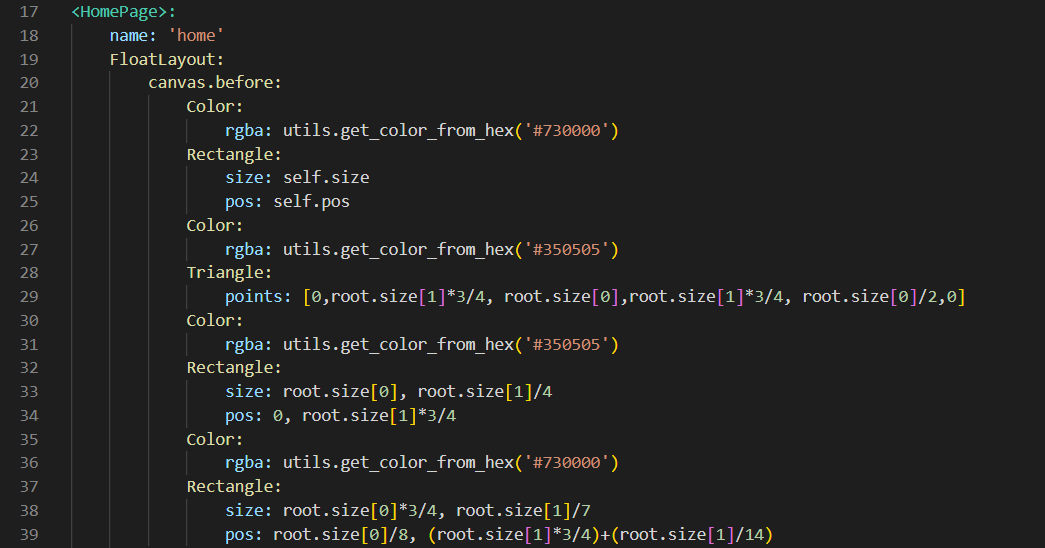 17 <HomePage>:
18     name: 'home'
19     FloatLayout:
20         canvas.before:
21             Color:
22                 rgba: utils.get_color_from_hex('#730000')
23             Rectangle:
24                 size: self.size
25                 pos: self.pos
26             Color:
27                 rgba: utils.get_color_from_hex('#350505')
28             Triangle:
29                 points: [0,root.size[1]*3/4, root.size[0],root.size[1]*3/4, root.size[0]/2,0]
30             Color:
31                 rgba: utils.get_color_from_hex('#350505')
32             Rectangle:
33                 size: root.size[0], root.size[1]/4
34                 pos: 0, root.size[1]*3/4
35             Color:
36                 rgba: utils.get_color_from_hex('#730000')
37             Rectangle:
38                 size: root.size[0]*3/4, root.size[1]/7
39                 pos: root.size[0]/8, (root.size[1]*3/4)+(root.size[1]/14)